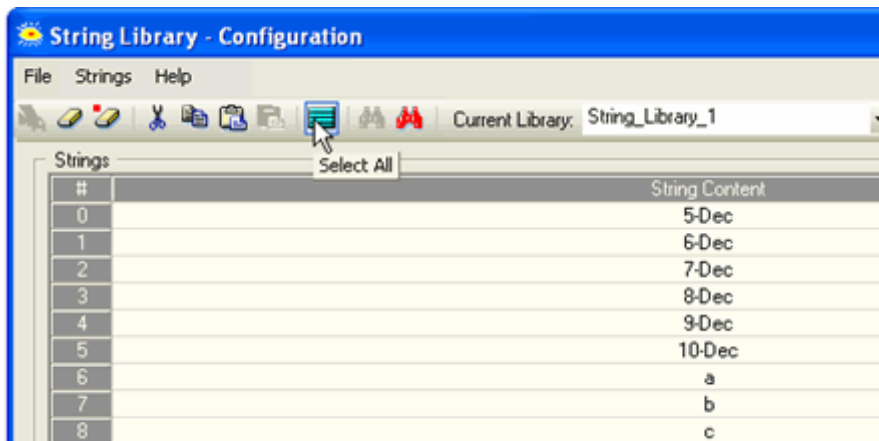 String Library - Configuration
File Strings Help
Current Library: String_Library_1
Select All
Strings
# String Content
0 5-Dec
1 6-Dec
2 7-Dec
3 8-Dec
4 9-Dec
5 10-Dec
6 a
7 b
8 c